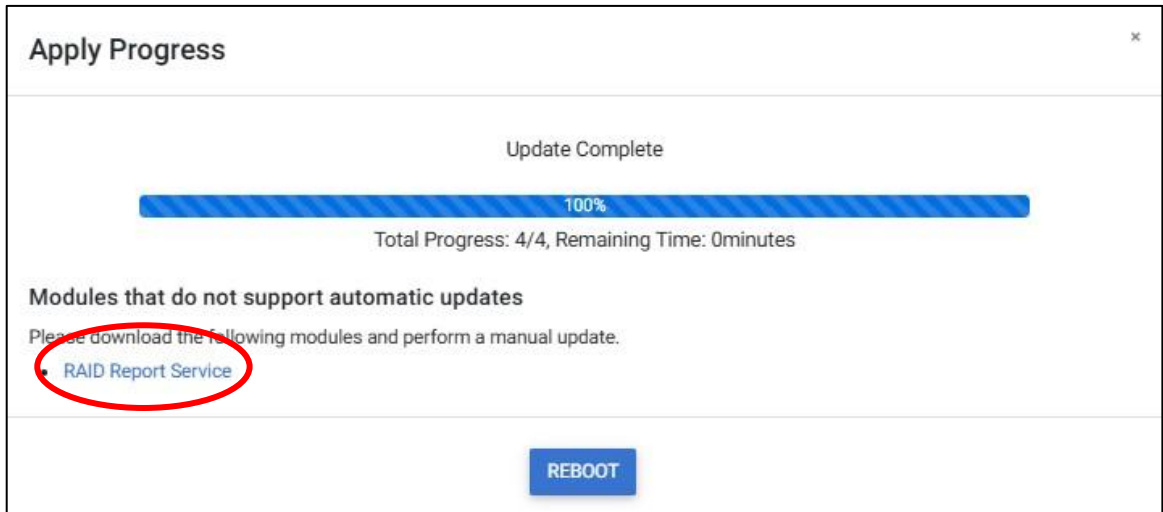 Apply Progress
×
Update Complete
100%
Total Progress: 4/4, Remaining Time: 0minutes
Modules that do not support automatic updates
Please download the following modules and perform a manual update.
• RAID Report Service
REBOOT